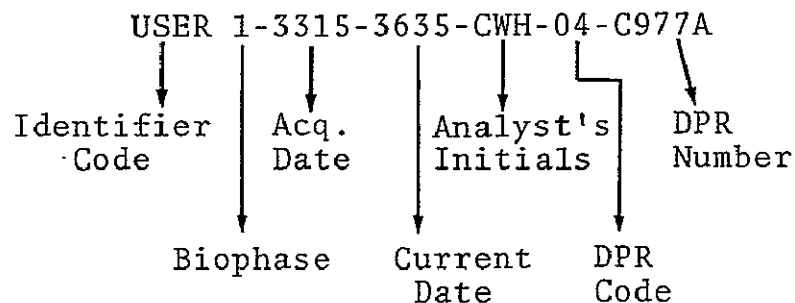 USER 1-3315-3635-CWH-04-C977A
Identifier Code
Acq. Date
Analyst's Initials
DPR Number
Biophase
Current Date
DPR Code